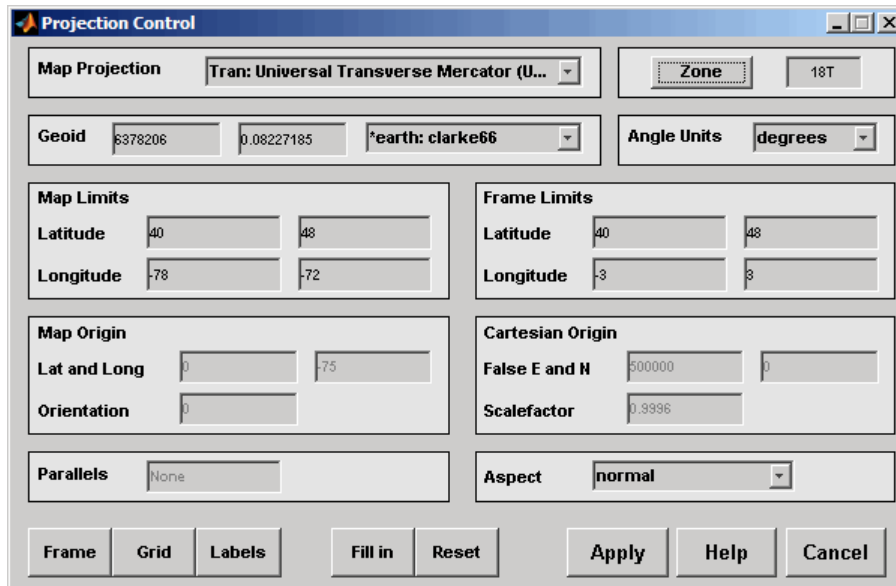 Projection Control
Map Projection Tran: Universal Transverse Mercator (U... Zone 18T
Geoid 6378206 0.08227185 *earth: clarke66 Angle Units degrees
Map Limits Frame Limits
Latitude 40 48 Latitude 40 48
Longitude -78 -72 Longitude -3 3
Map Origin Cartesian Origin
Lat and Long 0 -75 False E and N 500000 0
Orientation 0 Scalefactor 0.9996
Parallels None Aspect normal
Frame Grid Labels Fill in Reset Apply Help Cancel